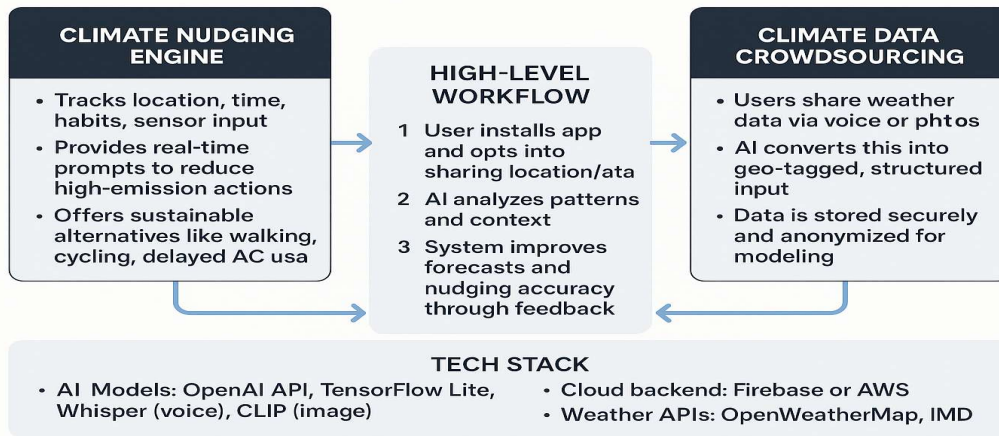 CLIMATE NUDGING
ENGINE
• Tracks location, time,
habits, sensor input
• Provides real-time
prompts to reduce
high-emission actions
• Offers sustainable
alternatives like walking,
cycling, delayed AC usa
HIGH-LEVEL
WORKFLOW
1 User installs app
and opts into
sharing location/ata
2 AI analyzes patterns
and context
3 System improves
forecasts and
nudging accuracy
through feedback
CLIMATE DATA
CROWDSOURCING
• Users share weather
data via voice or phtos
• AI converts this into
geo-tagged, structured
input
• Data is stored securely
and anonymized for
modeling
TECH STACK
• AI Models: OpenAI API, TensorFlow Lite,
Whisper (voice), CLIP (image)
• Cloud backend: Firebase or AWS
• Weather APIs: OpenWeatherMap, IMD